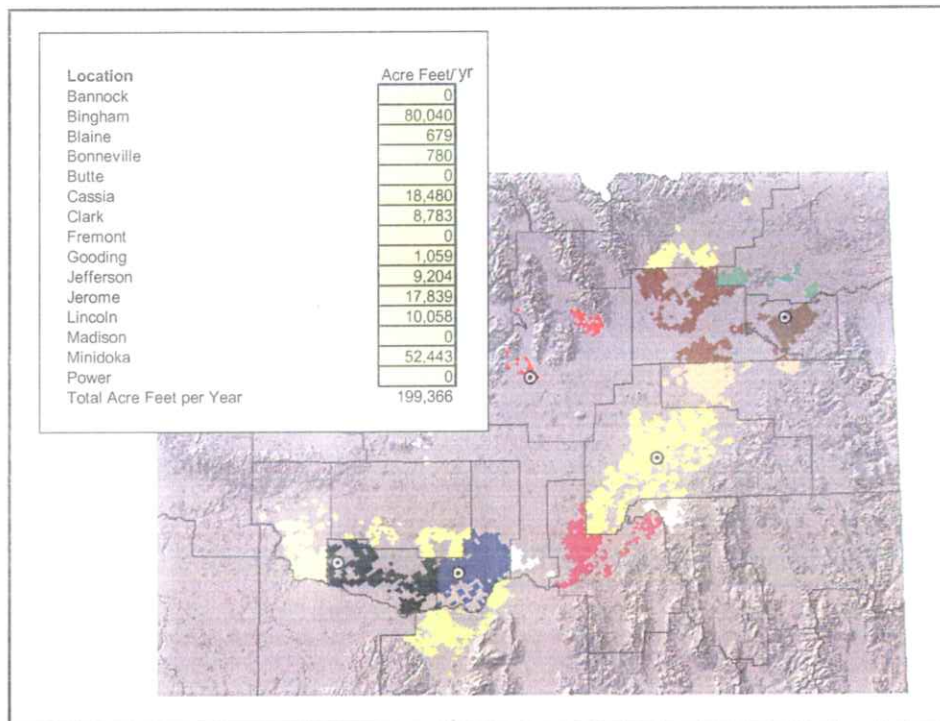 Location Acre Feet/yr
Bannock 0
Bingham 80,040
Blaine 679
Bonneville 780
Butte 0
Cassia 18,480
Clark 8,783
Fremont 0
Gooding 1,059
Jefferson 9,204
Jerome 17,839
Lincoln 10,058
Madison 0
Minidoka 52,443
Power 0
Total Acre Feet per Year 199,366